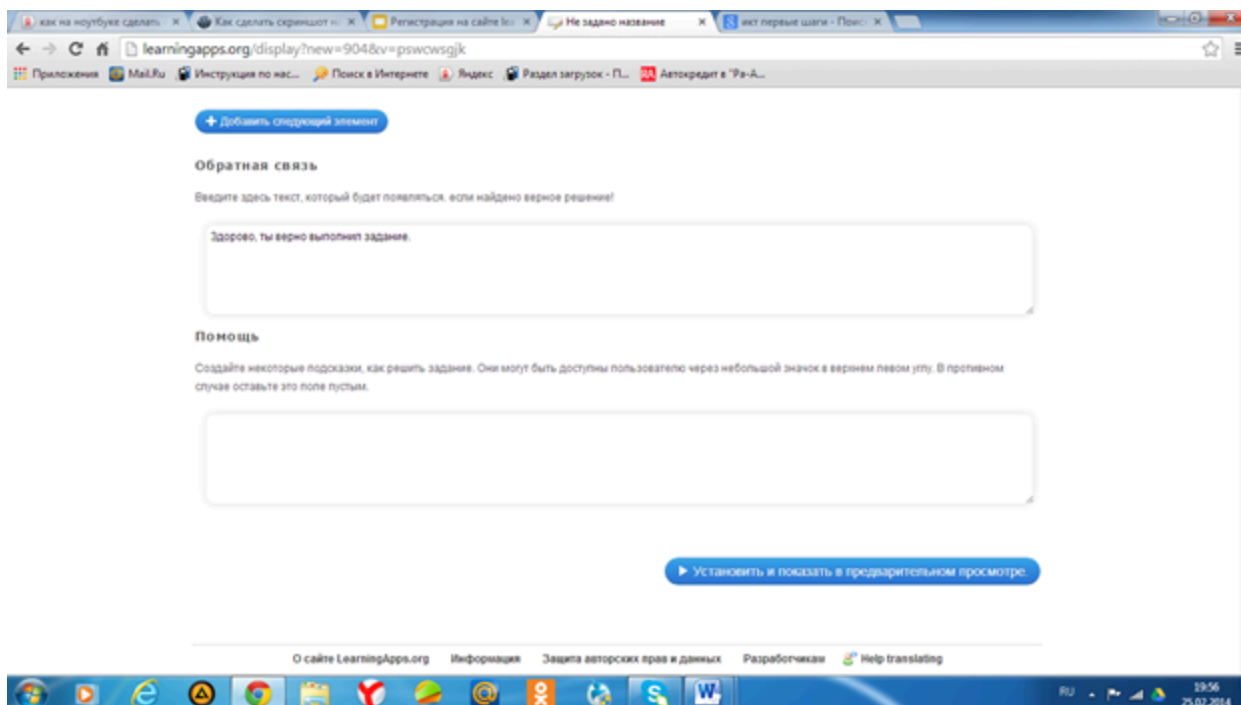 как на ноутбуке сделать
Как сделать скриншот н
Регистрация на сайте lea
Не задано название
икт первые шаги - Поис
learningapps.org/display?new=904&v=pswcwsgjk
Приложения Mail.Ru Инструкция по нас... Поиск в Интернете Яндекс Раздел загрузок - П... Автокредит в "Ра-А...
Добавить следующий элемент
Обратная связь
Введите здесь текст, который будет появляться, если найдено верное решение!
Здорово, ты верно выполнил задание.
Помощь
Создайте некоторые подсказки, как решить задание. Они могут быть доступны пользователю через небольшой значок в верхнем левом углу. В противном
случае оставьте это поле пустым.
Установить и показать в предварительном просмотре.
О сайте LearningApps.org Информация Защита авторских прав и данных Разработчикам Help translating
RU
19:56
25.02.2014